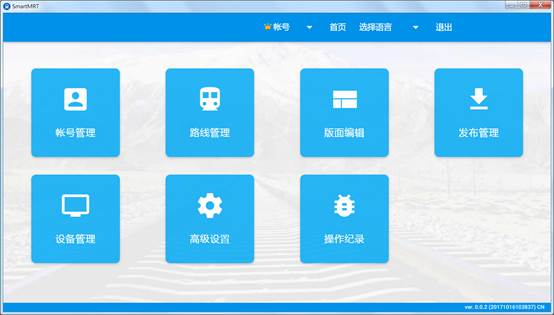 SmartMRT
帐号 首页 选择语言 退出
帐号管理 路线管理 版面编辑 发布管理
设备管理 高级设置 操作纪录
ver. 0.0.2 (20171016103837) CN